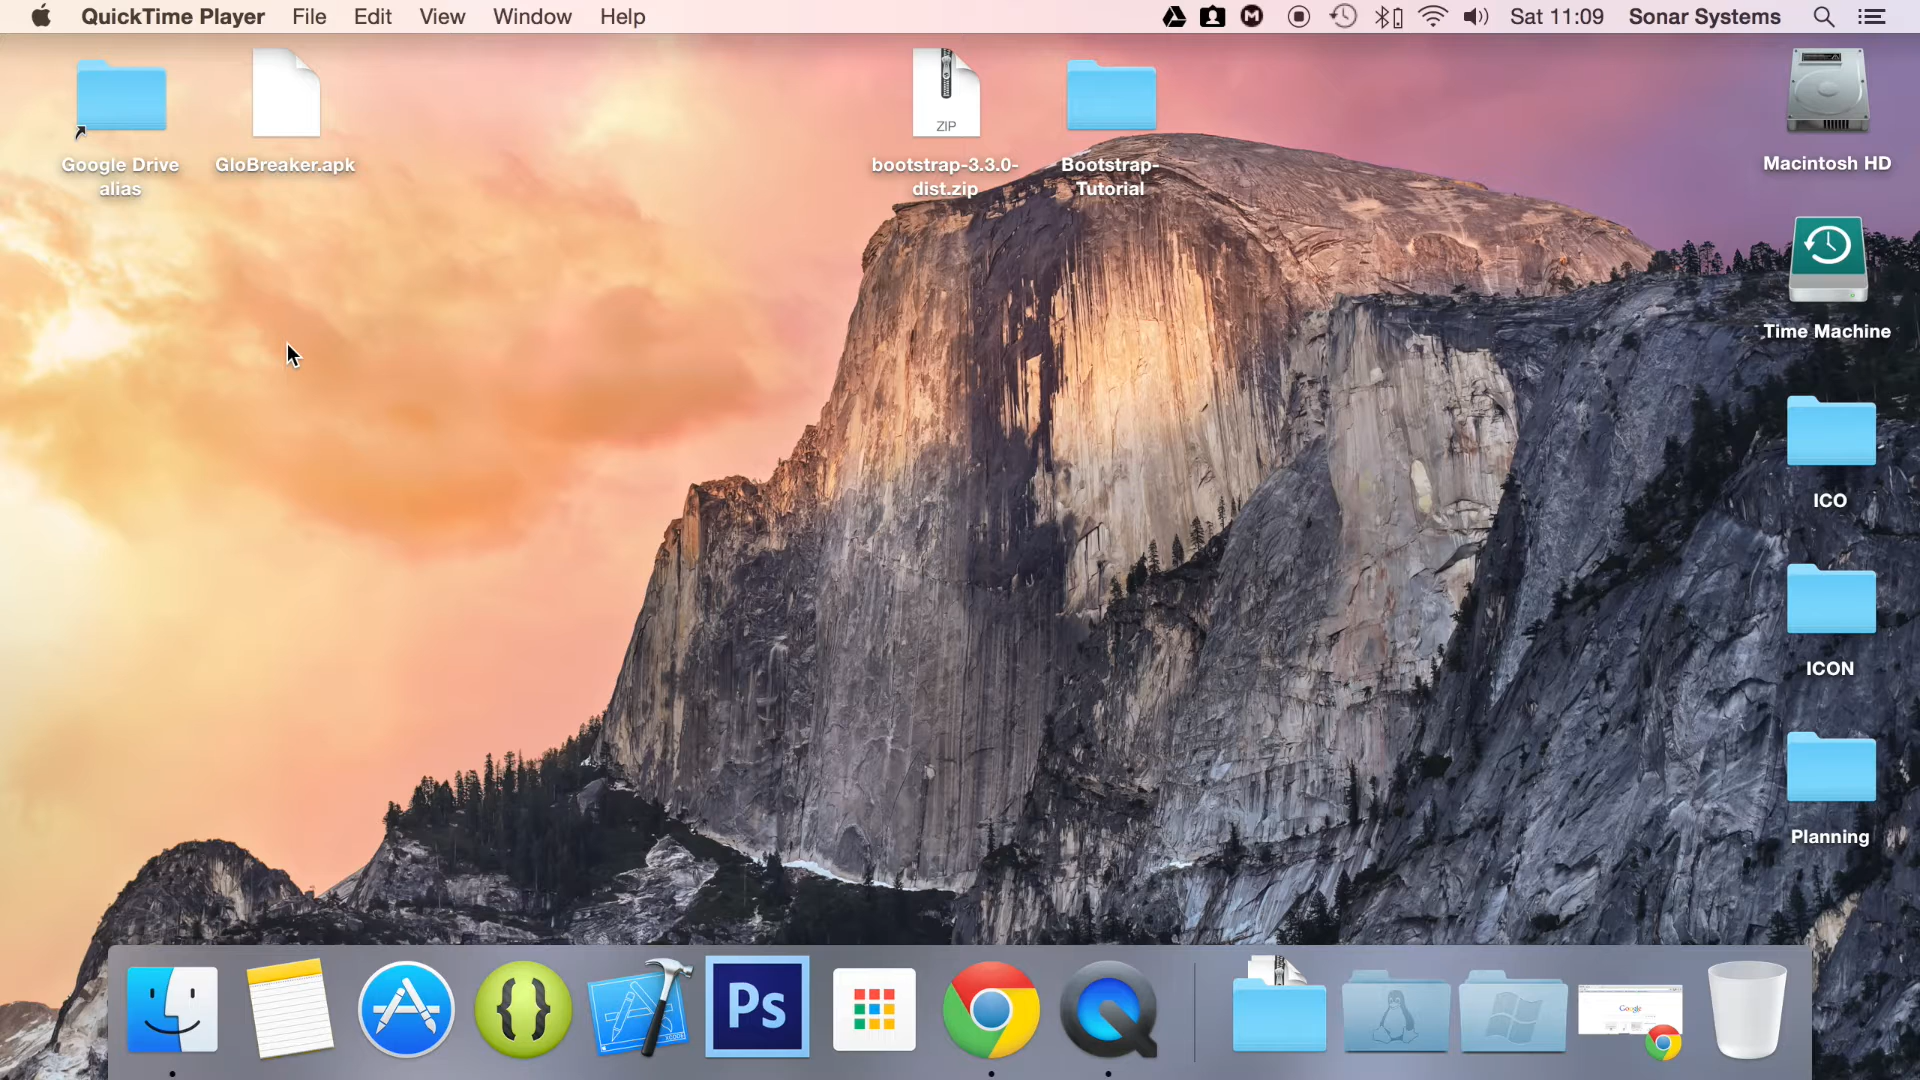 QuickTime Player File Edit View Window Help Sat 11:09 Sonar Systems
Google Drive
alias
GloBreaker.apk
ZIP
bootstrap-3.3.0-
dist.zip
Bootstrap-
Tutorial
Macintosh HD
Time Machine
ICO
ICON
Planning
Ps
Google